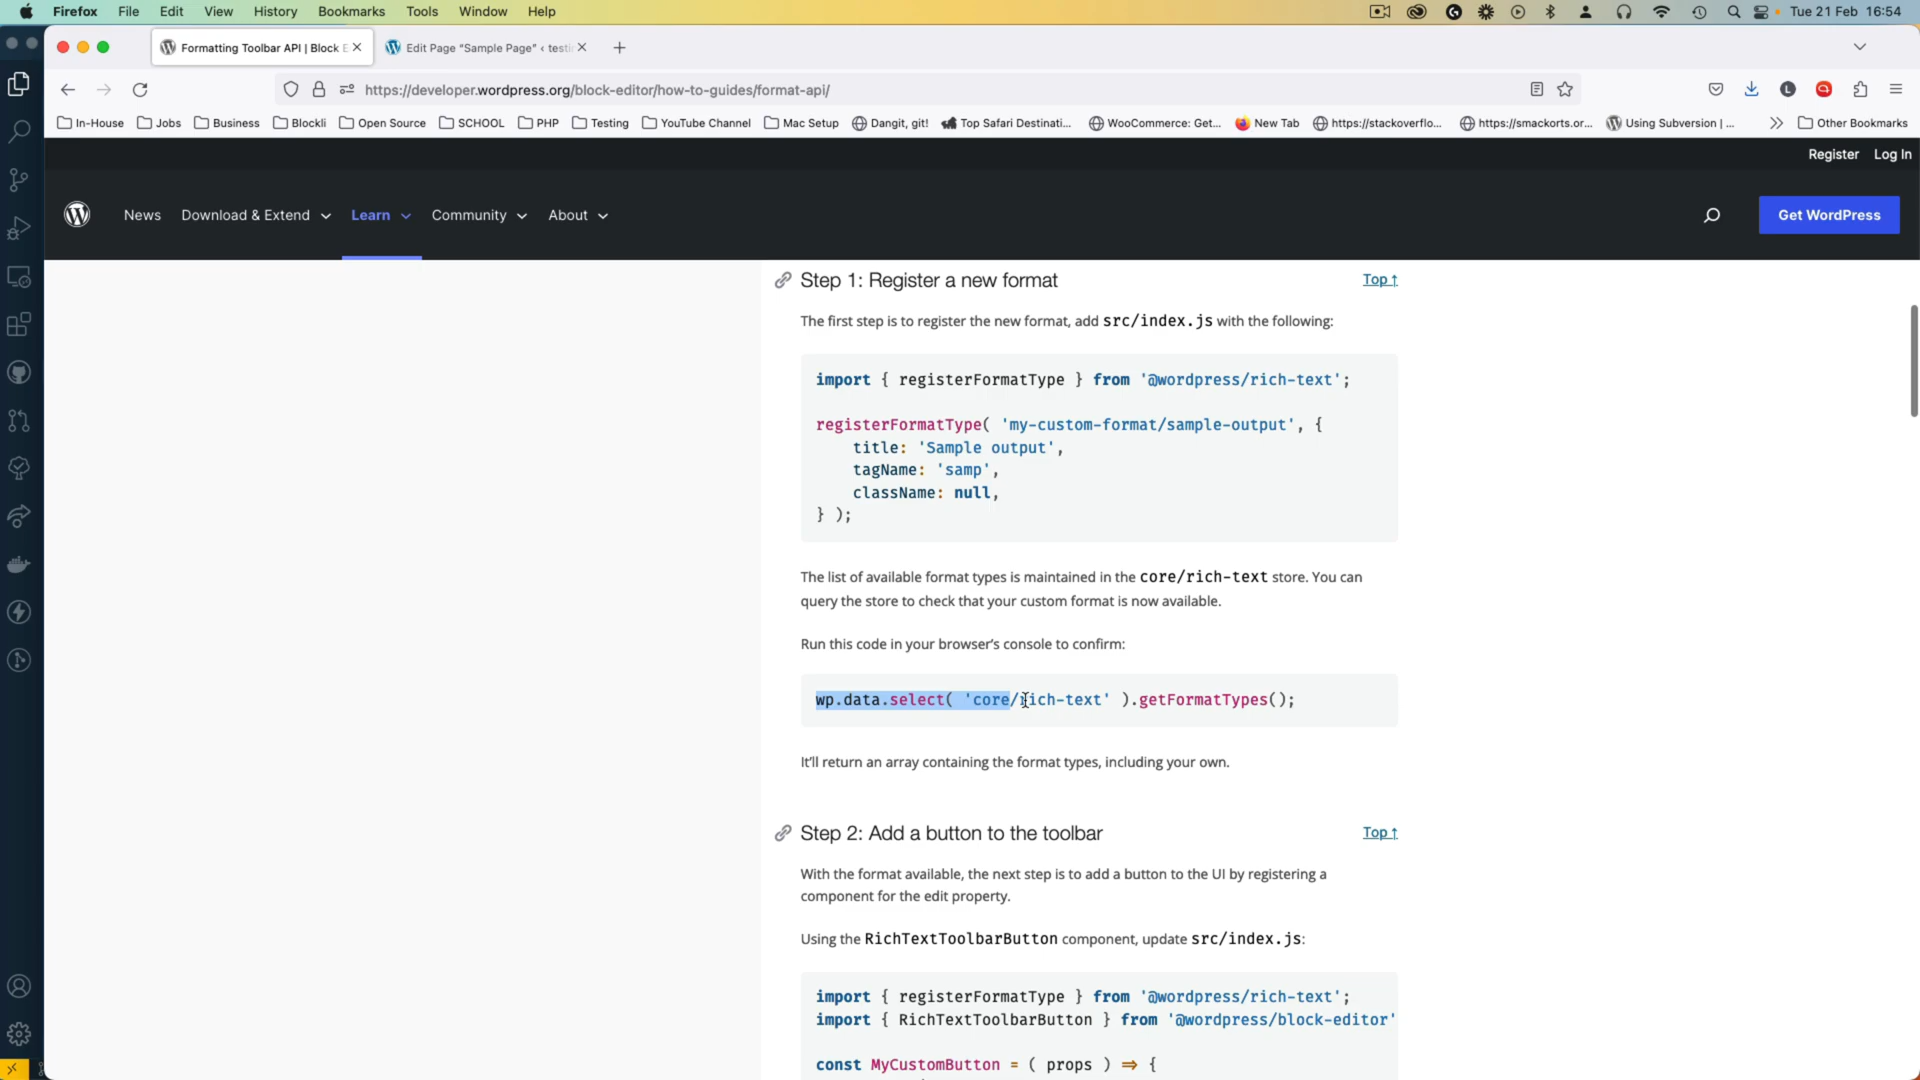 Firefox File Edit View History Bookmarks Tools Window Help Tue 21 Feb 16:54
Formatting Toolbar API | Block E Edit Page “Sample Page” ‹ testi
https://developer.wordpress.org/block-editor/how-to-guides/format-api/
In-House Jobs Business Blockli Open Source SCHOOL PHP Testing YouTube Channel Mac Setup Dangit, git! Top Safari Destinati... WooCommerce: Get... New Tab https://stackoverflo... https://smackorts.or... Using Subversion | ... Other Bookmarks
Register Log In
News Download & Extend Learn Community About Get WordPress
Step 1: Register a new format Top ↑
The first step is to register the new format, add src/index.js with the following:
import { registerFormatType } from '@wordpress/rich-text';
registerFormatType( 'my-custom-format/sample-output', {
title: 'Sample output',
tagName: 'samp',
className: null,
} );
The list of available format types is maintained in the core/rich-text store. You can
query the store to check that your custom format is now available.
Run this code in your browser’s console to confirm:
wp.data.select( 'core/rich-text' ).getFormatTypes();
It’ll return an array containing the format types, including your own.
Step 2: Add a button to the toolbar Top ↑
With the format available, the next step is to add a button to the UI by registering a
component for the edit property.
Using the RichTextToolbarButton component, update src/index.js:
import { registerFormatType } from '@wordpress/rich-text';
import { RichTextToolbarButton } from '@wordpress/block-editor'
const MyCustomButton = ( props ) => {